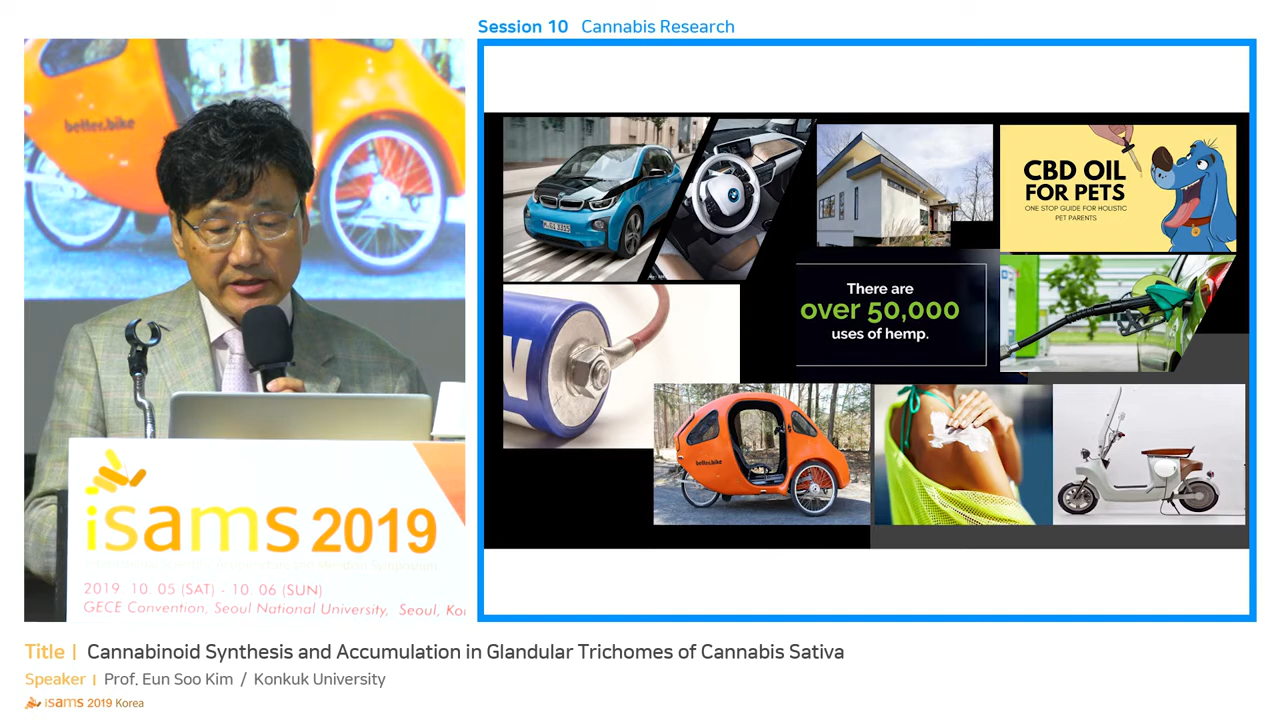 Session 10 Cannabis Research
better.bike
CBD OIL
FOR PETS
ONE STOP GUIDE FOR HOLISTIC
PET PARENTS
There are
over 50,000
uses of hemp.
better.bike
isams 2019
2019 10. 05 (SAT) - 10 06 (SUN)
GECE Convention, Seoul National University, Seoul, Ko
Title | Cannabinoid Synthesis and Accumulation in Glandular Trichomes of Cannabis Sativa
Speaker | Prof. Eun Soo Kim / Konkuk University
isams 2019 Korea